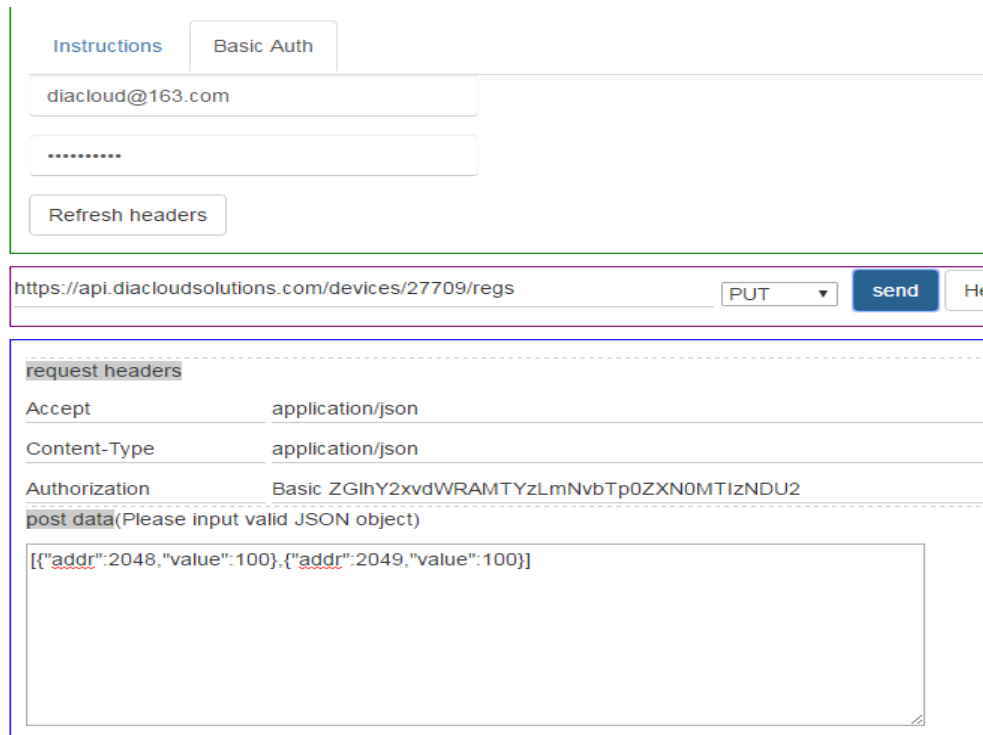 Instructions Basic Auth
diacloud@163.com
••••••••••
Refresh headers
https://api.diacloudsolutions.com/devices/27709/regs PUT send He
request headers
Accept application/json
Content-Type application/json
Authorization Basic ZGlhY2xvdWRAMTYzLmNvbTp0ZXN0MTIzNDU2
post data(Please input valid JSON object)
[{"addr":2048,"value":100},{"addr":2049,"value":100}]